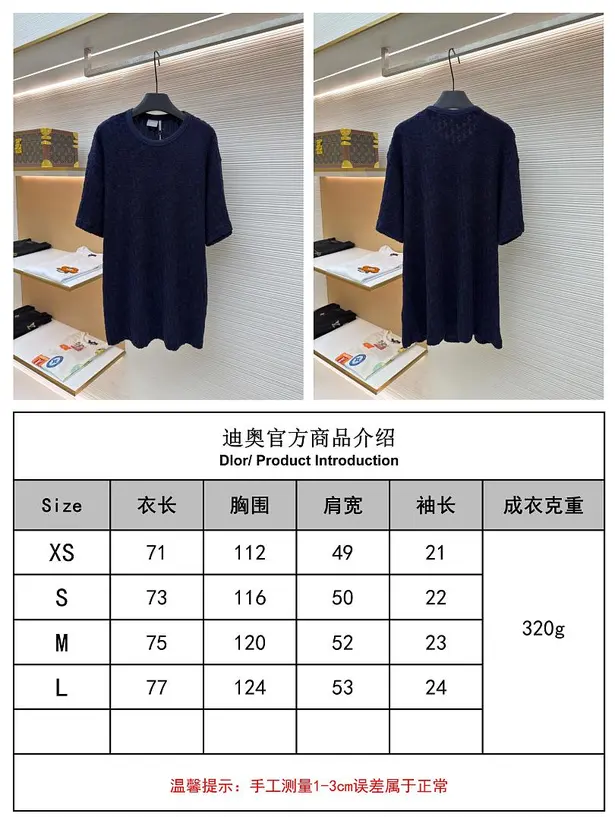 迪奥官方商品介绍
Dior/ Product Introduction
Size 衣长 胸围 肩宽 袖长 成衣克重
XS 71 112 49 21
S 73 116 50 22
320g
M 75 120 52 23
L 77 124 53 24
温馨提示：手工测量1-3cm误差属于正常